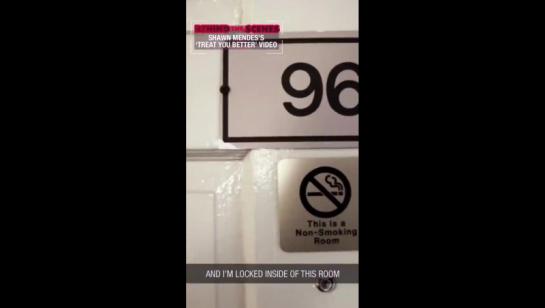 BEHIND THE SCENES
SHAWN MENDES'S
'TREAT YOU BETTER' VIDEO
96
This is a
Non-Smoking
Room
AND I'M LOCKED INSIDE OF THIS ROOM